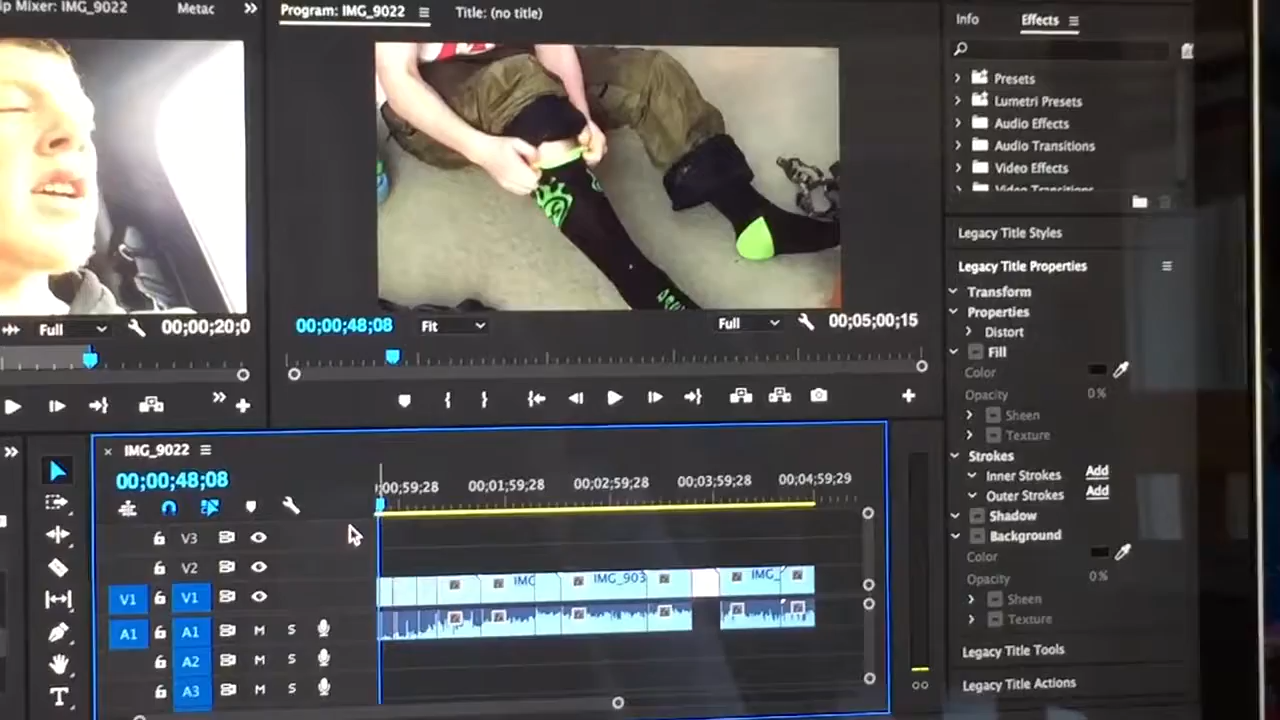 ip Mixer: IMG_9022
Metac
Program: IMG_9022
Title: (no title)
Info
Effects
Presets
Lumetri Presets
Audio Effects
Audio Transitions
Video Effects
Video Transitions
Legacy Title Styles
Legacy Title Properties
Transform
Properties
Distort
Fill
Color
Opacity
0 %
Sheen
Texture
Strokes
Inner Strokes
Add
Outer Strokes
Add
Shadow
Background
Color
Opacity
0 %
Sheen
Texture
Legacy Title Tools
Legacy Title Actions
Full
00;00;20;0
00;00;48;08
Fit
Full
00;05;00;15
IMG_9022
00;00;48;08
;00;59;28
00;01;59;28
00;02;59;28
00;03;59;28
00;04;59;29
V3
V2
V1
V1
IMG
IMG_903
IMG_
A1
A1
M
S
A2
M
S
A3
M
S
T